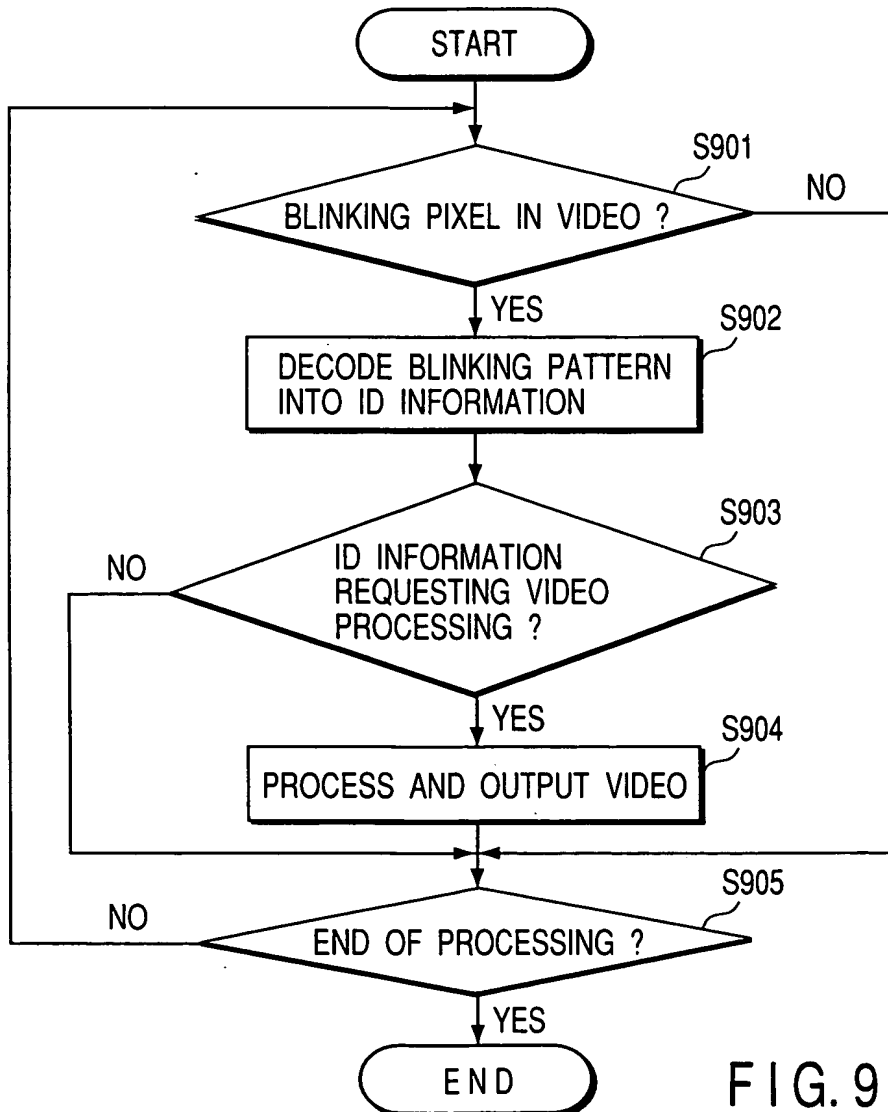 START
S901
BLINKING PIXEL IN VIDEO ?
NO
YES
S902
DECODE BLINKING PATTERN
INTO ID INFORMATION
S903
NO
ID INFORMATION
REQUESTING VIDEO
PROCESSING ?
YES
S904
PROCESS AND OUTPUT VIDEO
S905
NO
END OF PROCESSING ?
YES
END
FIG. 9